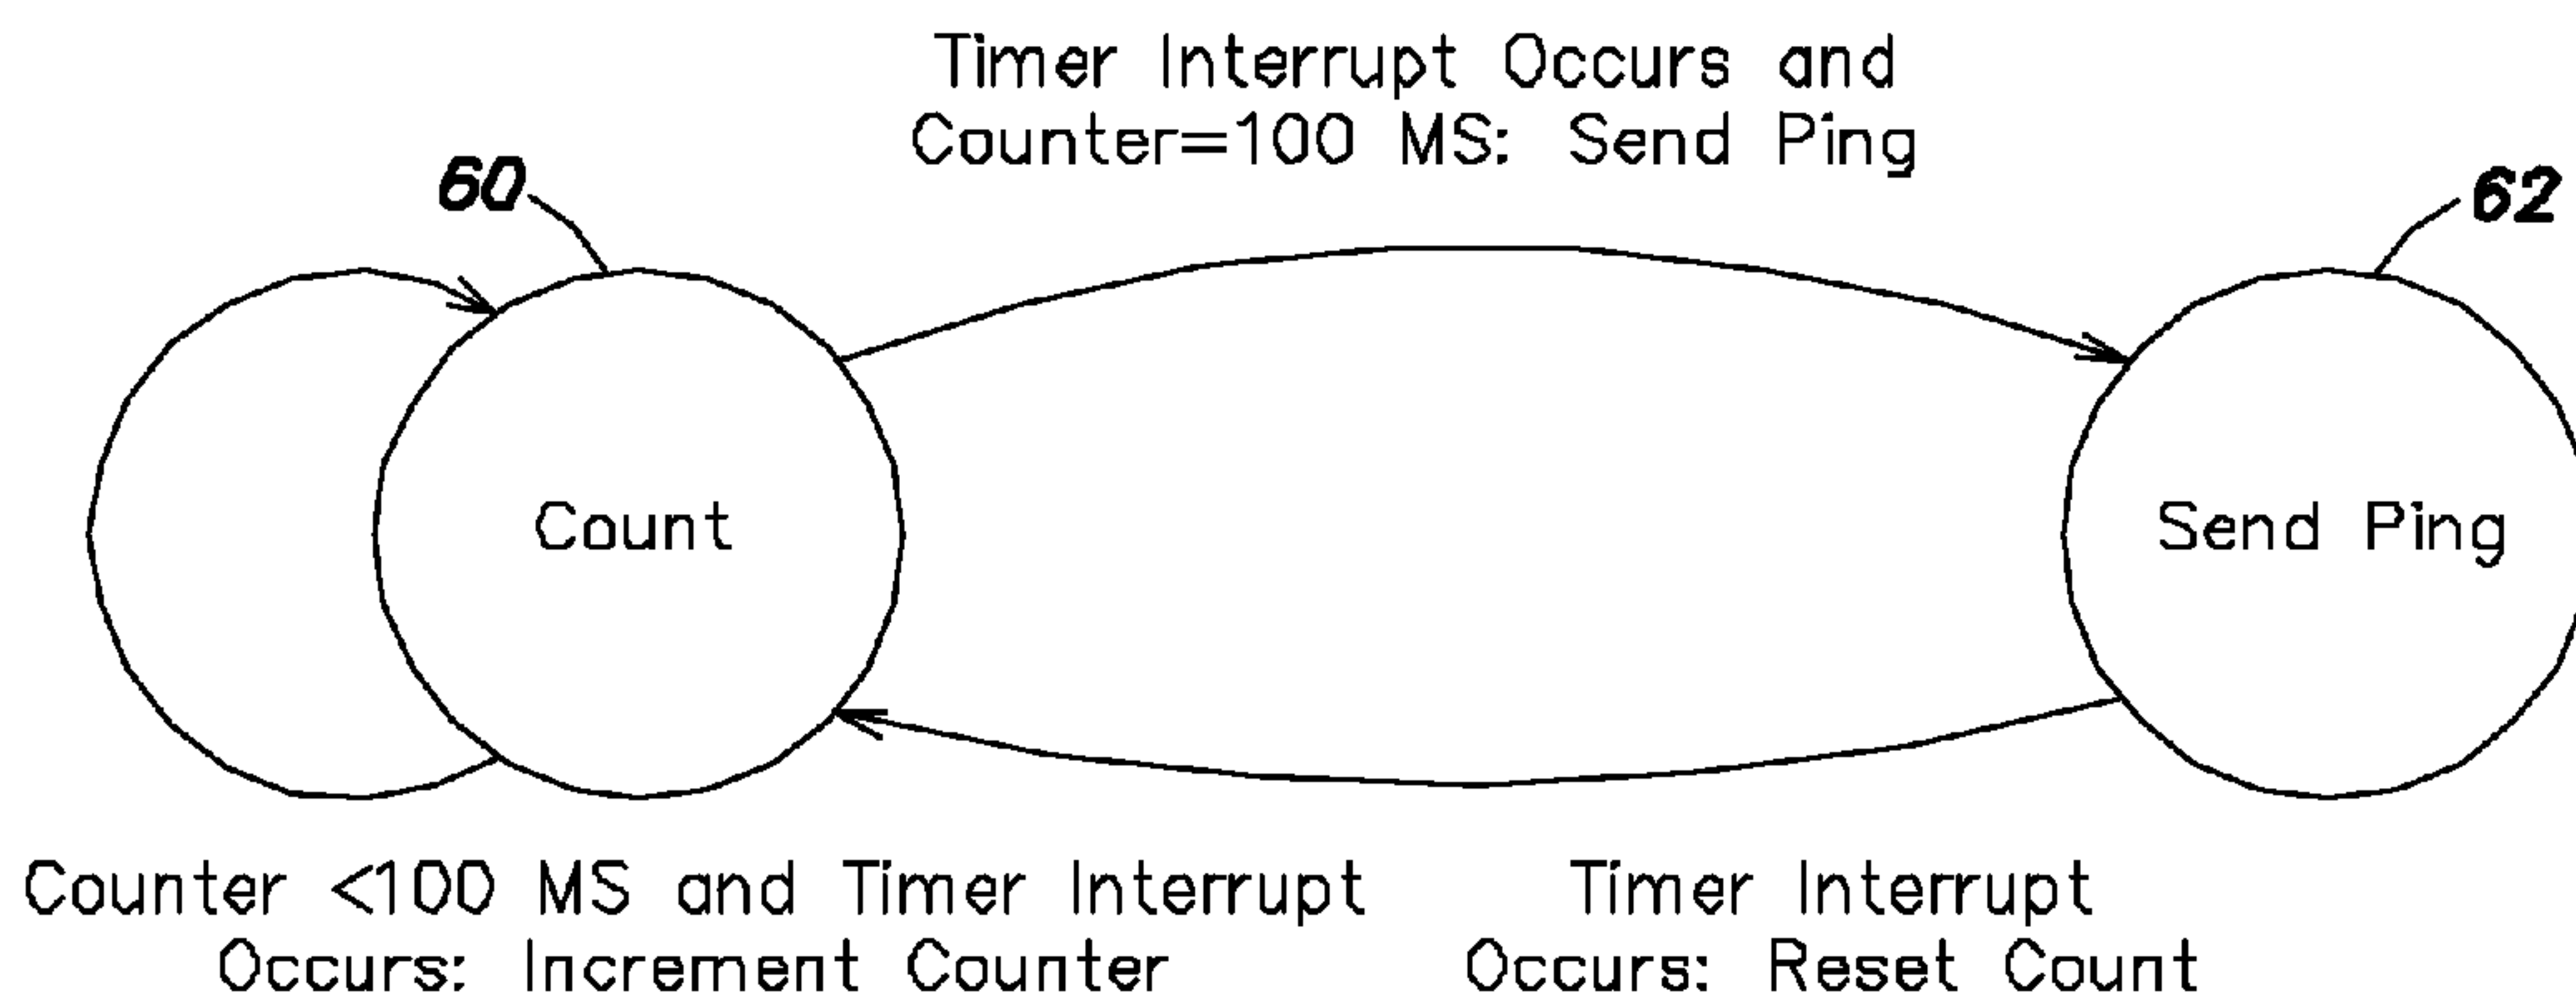 Timer Interrupt Occurs and
Counter=100 MS: Send Ping
60
62
Count
Send Ping
Counter <100 MS and Timer Interrupt
Occurs: Increment Counter
Timer Interrupt
Occurs: Reset Count